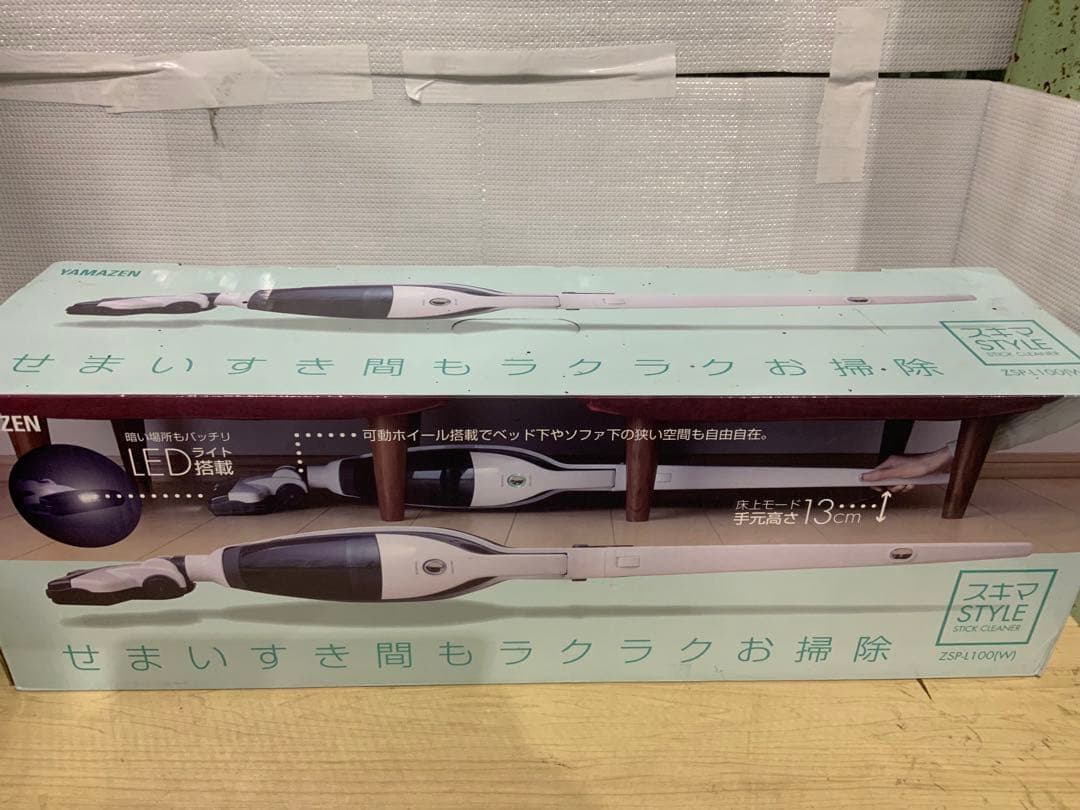 YAMAZEN
せまいすき間もラクラクお掃除
スキマ
STYLE
STICK CLEANER
ZSP-L100(W
ZEN
暗い場所もバッチリ
LEDライト搭載
可動ホイール搭載でベッド下やソファ下の狭い空間も自由自在。
床上モード
手元高さ13cm
スキマ
STYLE
STICK CLEANER
せまいすき間もラクラクお掃除
ZSP-L100(W)